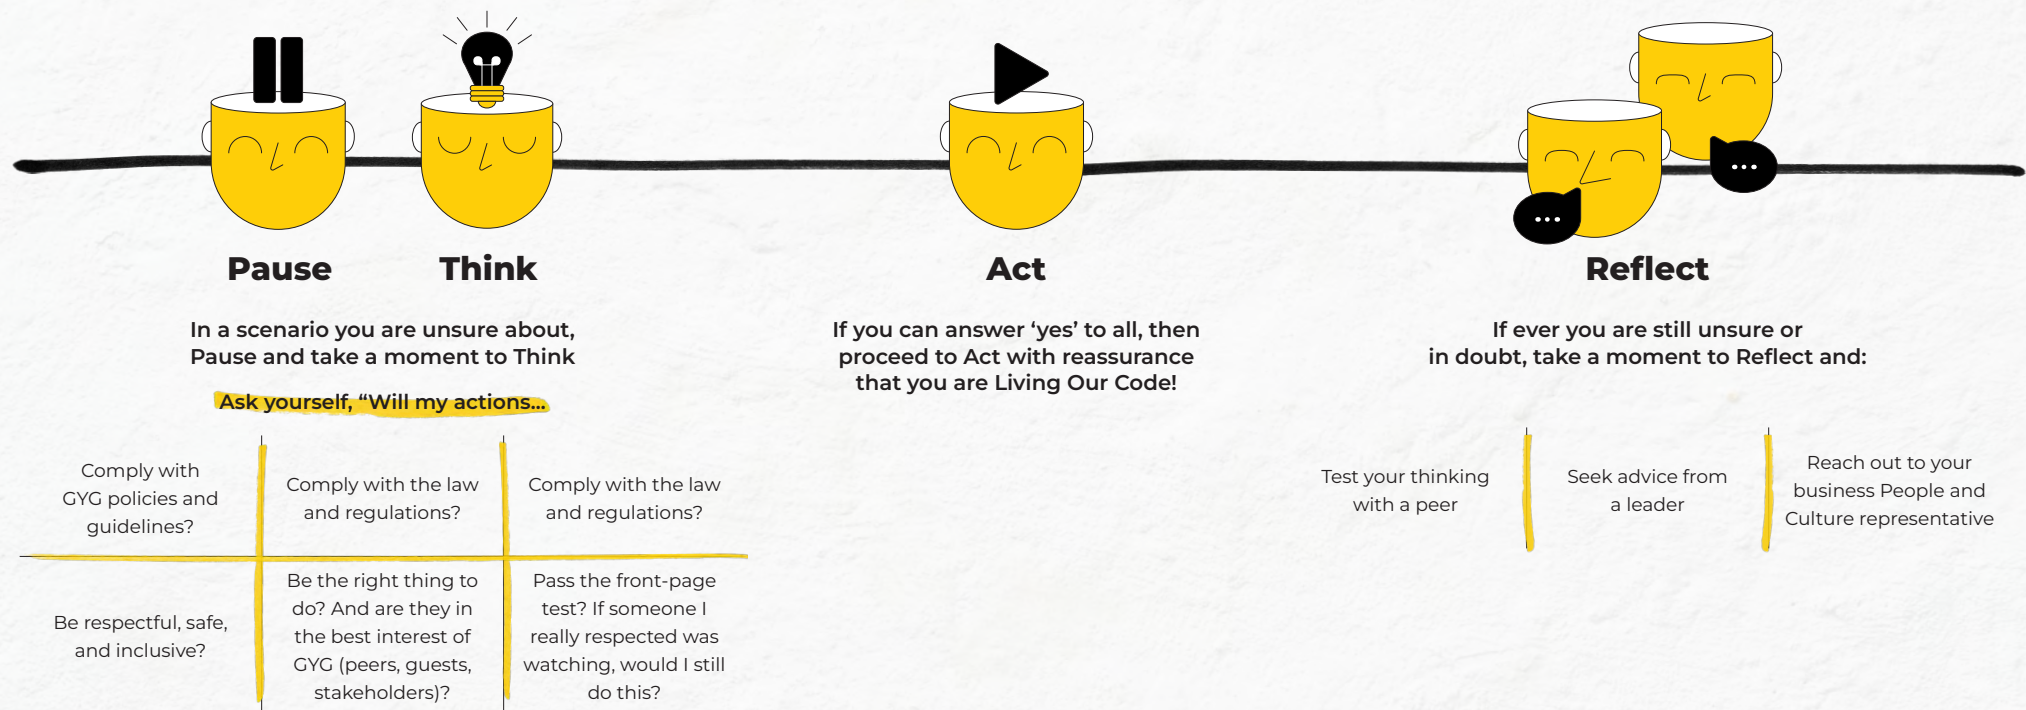 Pause
Think
In a scenario you are unsure about,
Pause and take a moment to Think
Ask yourself, “Will my actions...
Comply with
GYG policies and
guidelines?
Comply with the law
and regulations?
Comply with the law
and regulations?
Be respectful, safe,
and inclusive?
Be the right thing to
do? And are they in
the best interest of
GYG (peers, guests,
stakeholders)?
Pass the front-page
test? If someone I
really respected was
watching, would I still
do this?
Act
If you can answer ‘yes’ to all, then
proceed to Act with reassurance
that you are Living Our Code!
Reflect
If ever you are still unsure or
in doubt, take a moment to Reflect and:
Test your thinking
with a peer
Seek advice from
a leader
Reach out to your
business People and
Culture representative